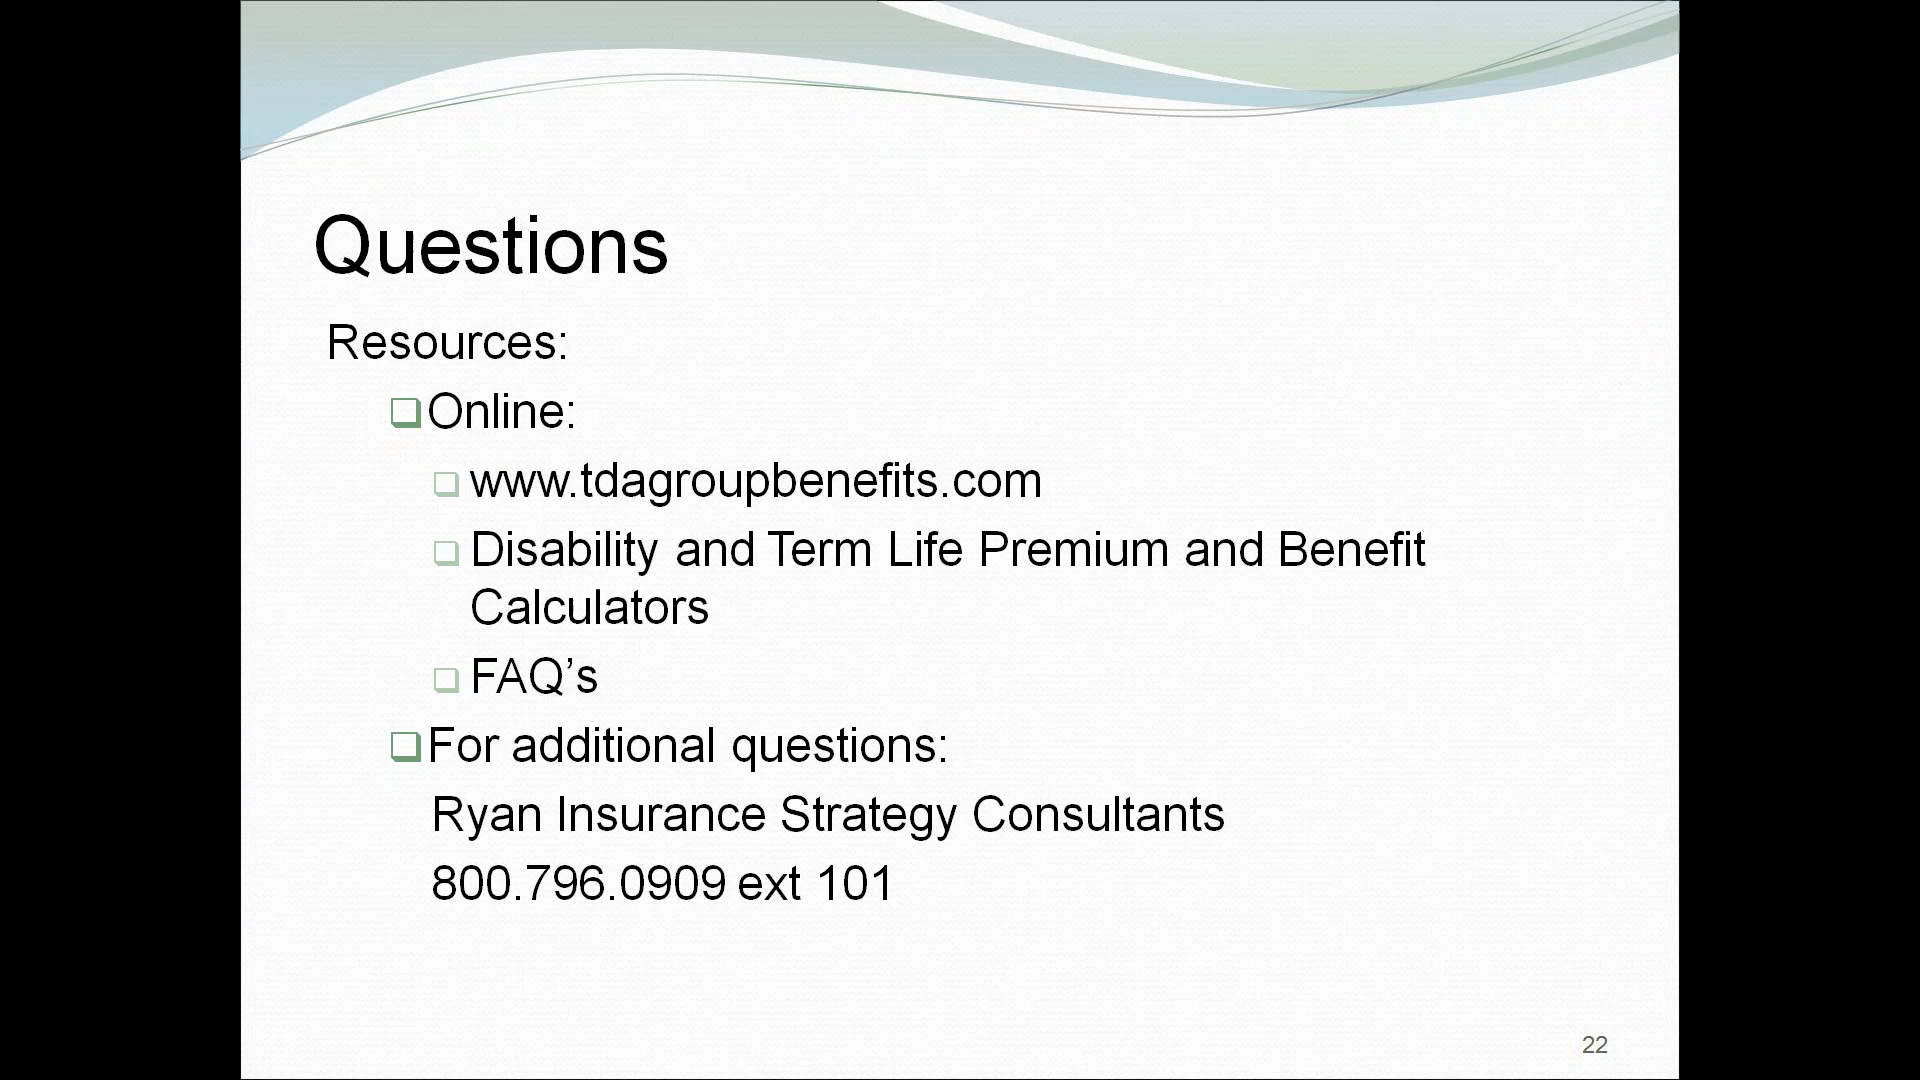 Questions
Resources:
Online:
www.tdagroupbenefits.com
Disability and Term Life Premium and Benefit
Calculators
FAQ’s
For additional questions:
Ryan Insurance Strategy Consultants
800.796.0909 ext 101
22